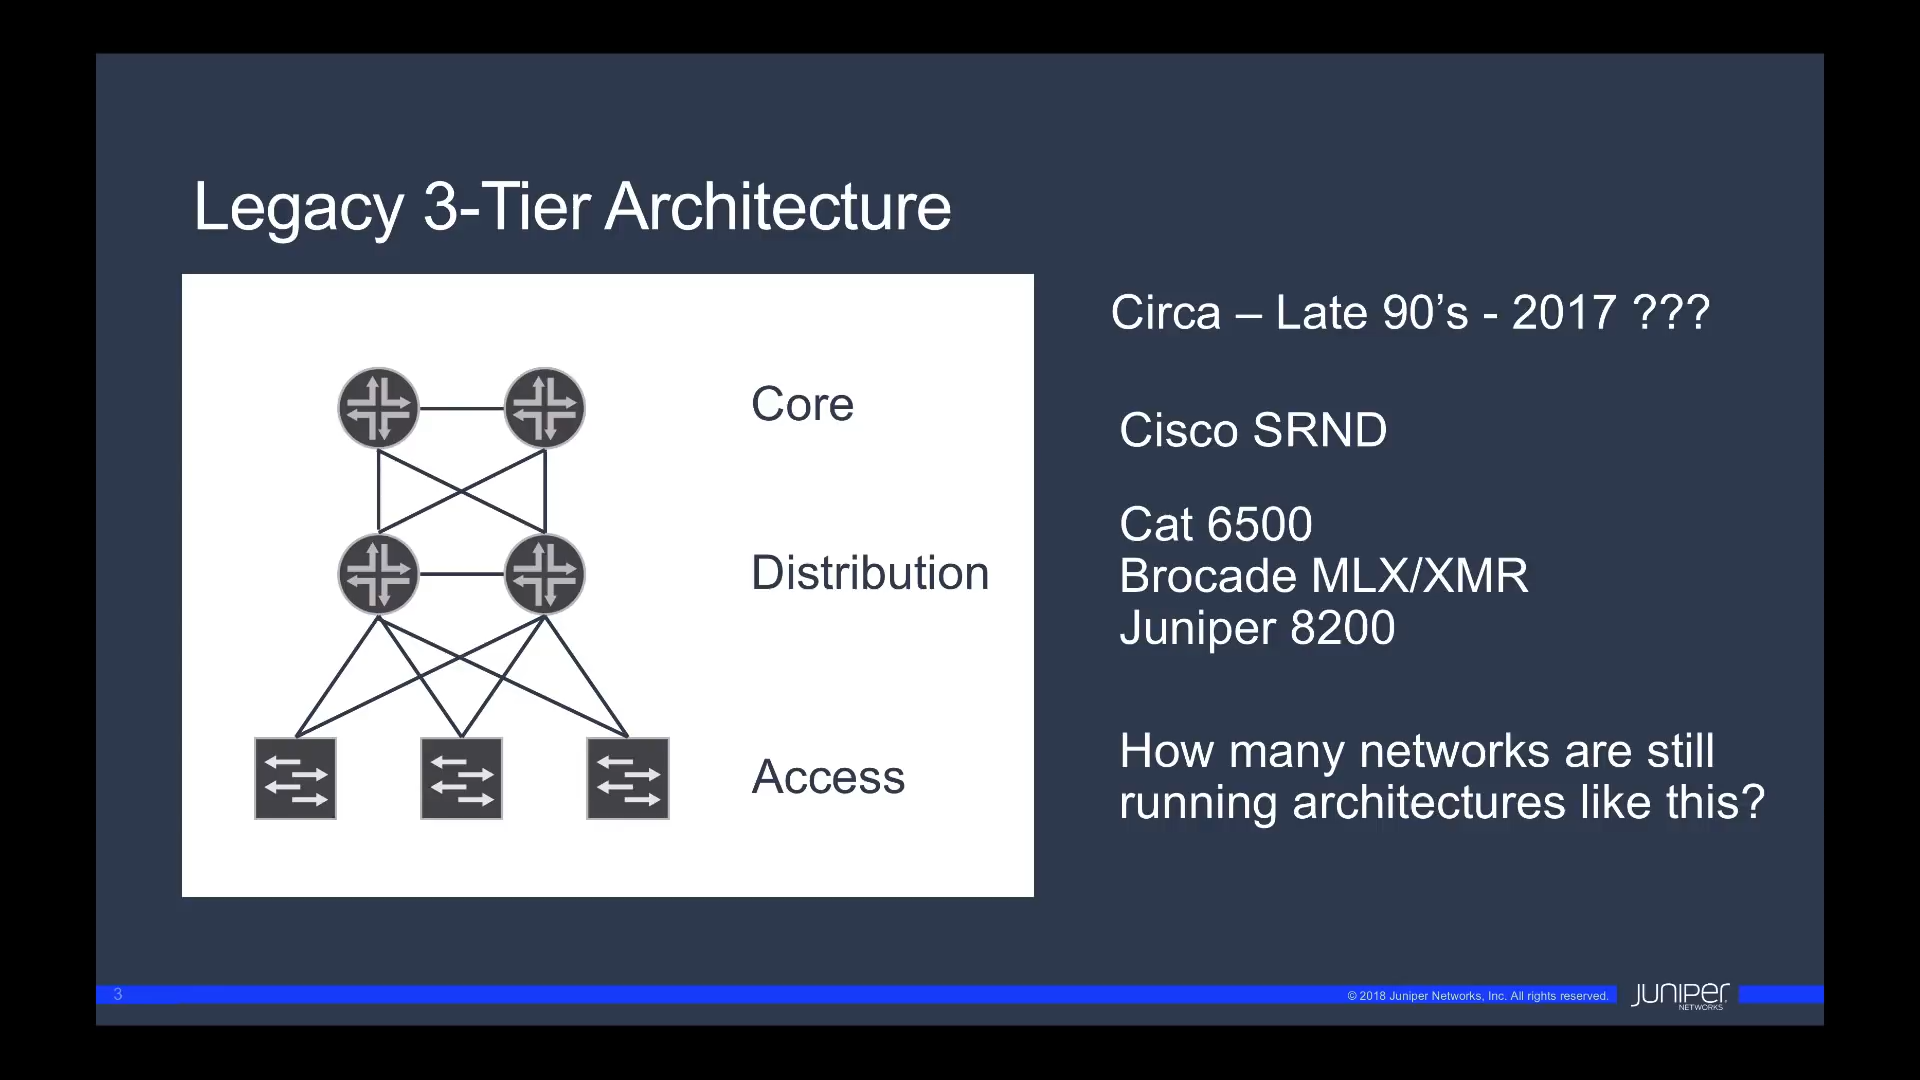 Legacy 3-Tier Architecture
Core
Distribution
Access
Circa – Late 90’s - 2017 ???
Cisco SRND
Cat 6500
Brocade MLX/XMR
Juniper 8200
How many networks are still
running architectures like this?
3
© 2018 Juniper Networks, Inc. All rights reserved.
JUNIPER
NETWORKS